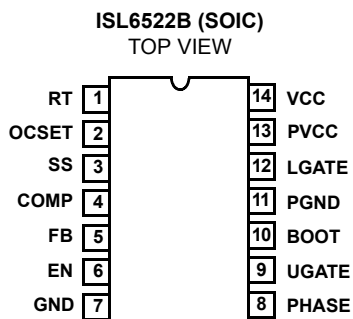 ISL6522B (SOIC)
TOP VIEW
RT 1 14 VCC
OCSET 2 13 PVCC
SS 3 12 LGATE
COMP 4 11 PGND
FB 5 10 BOOT
EN 6 9 UGATE
GND 7 8 PHASE